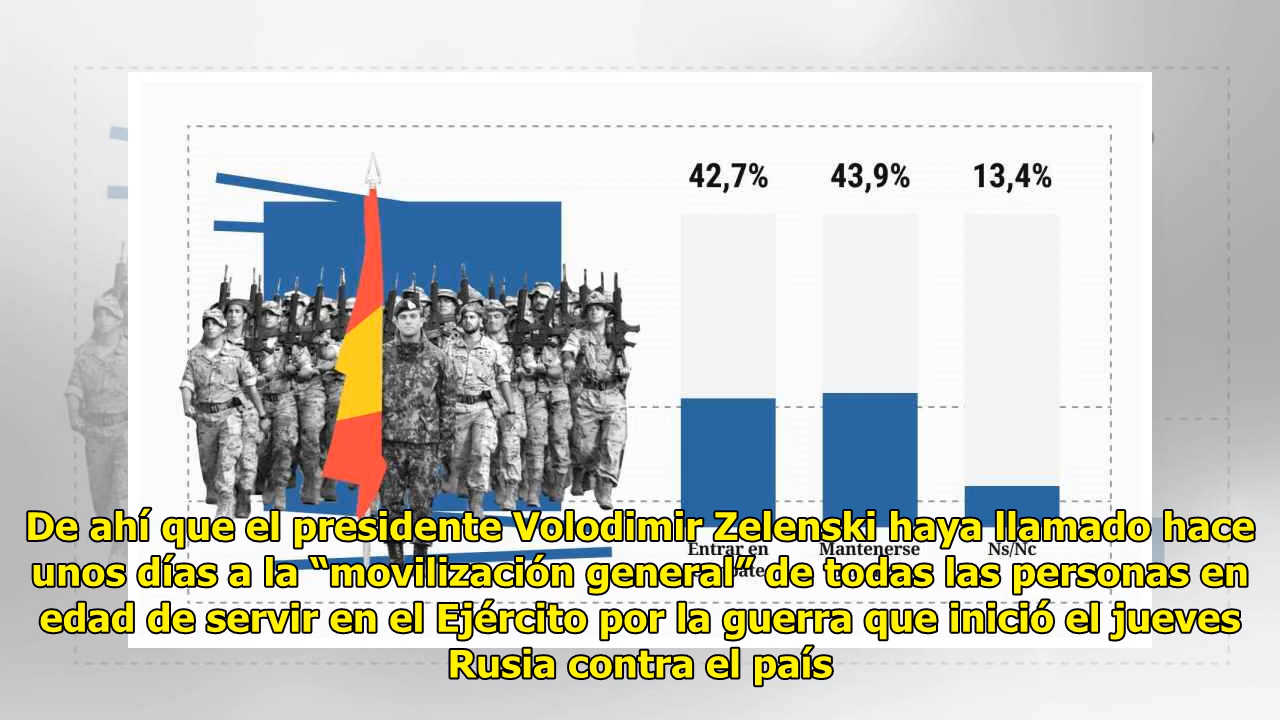 42,7% 43,9% 13,4%
Entrar en Mantenerse Ns/Nc
De ahí que el presidente Volodimir Zelenski haya llamado hace
unos días a la “movilización general” de todas las personas en
edad de servir en el Ejército por la guerra que inició el jueves
Rusia contra el país